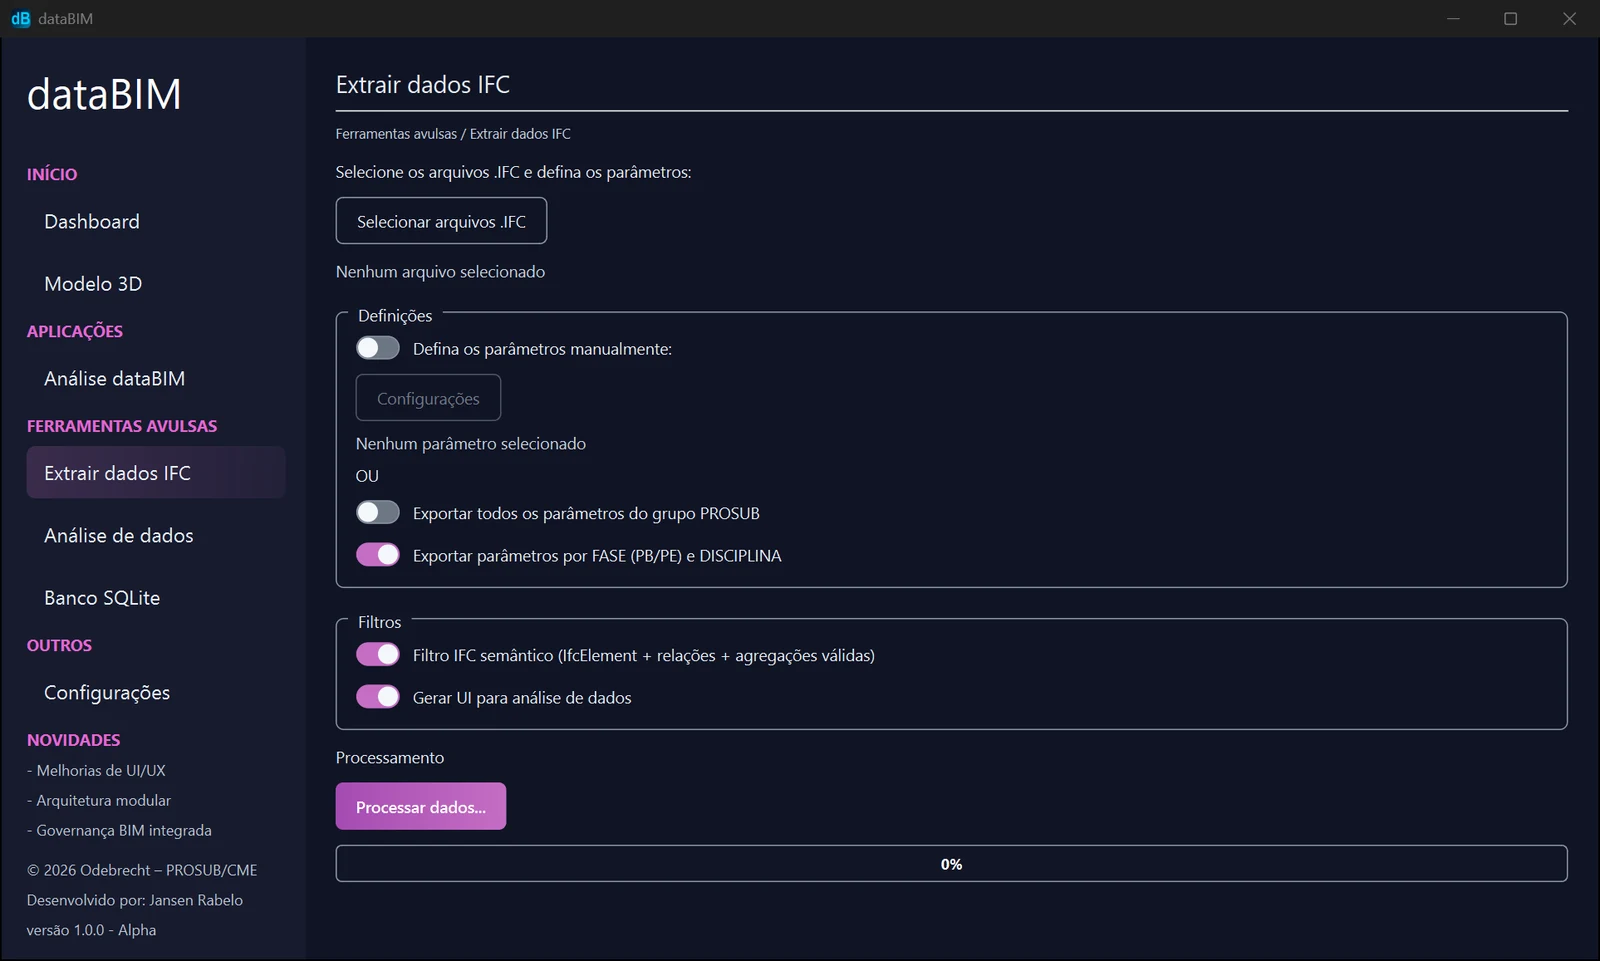 dB dataBIM
dataBIM
INÍCIO
Dashboard
Modelo 3D
APLICAÇÕES
Análise dataBIM
FERRAMENTAS AVULSAS
Extrair dados IFC
Análise de dados
Banco SQLite
OUTROS
Configurações
NOVIDADES
- Melhorias de UI/UX
- Arquitetura modular
- Governança BIM integrada
© 2026 Odebrecht – PROSUB/CME
Desenvolvido por: Jansen Rabelo
versão 1.0.0 - Alpha
Extrair dados IFC
Ferramentas avulsas / Extrair dados IFC
Selecione os arquivos .IFC e defina os parâmetros:
Selecionar arquivos .IFC
Nenhum arquivo selecionado
Definições
Defina os parâmetros manualmente:
Configurações
Nenhum parâmetro selecionado
OU
Exportar todos os parâmetros do grupo PROSUB
Exportar parâmetros por FASE (PB/PE) e DISCIPLINA
Filtros
Filtro IFC semântico (IfcElement + relações + agregações válidas)
Gerar UI para análise de dados
Processamento
Processar dados...
0%